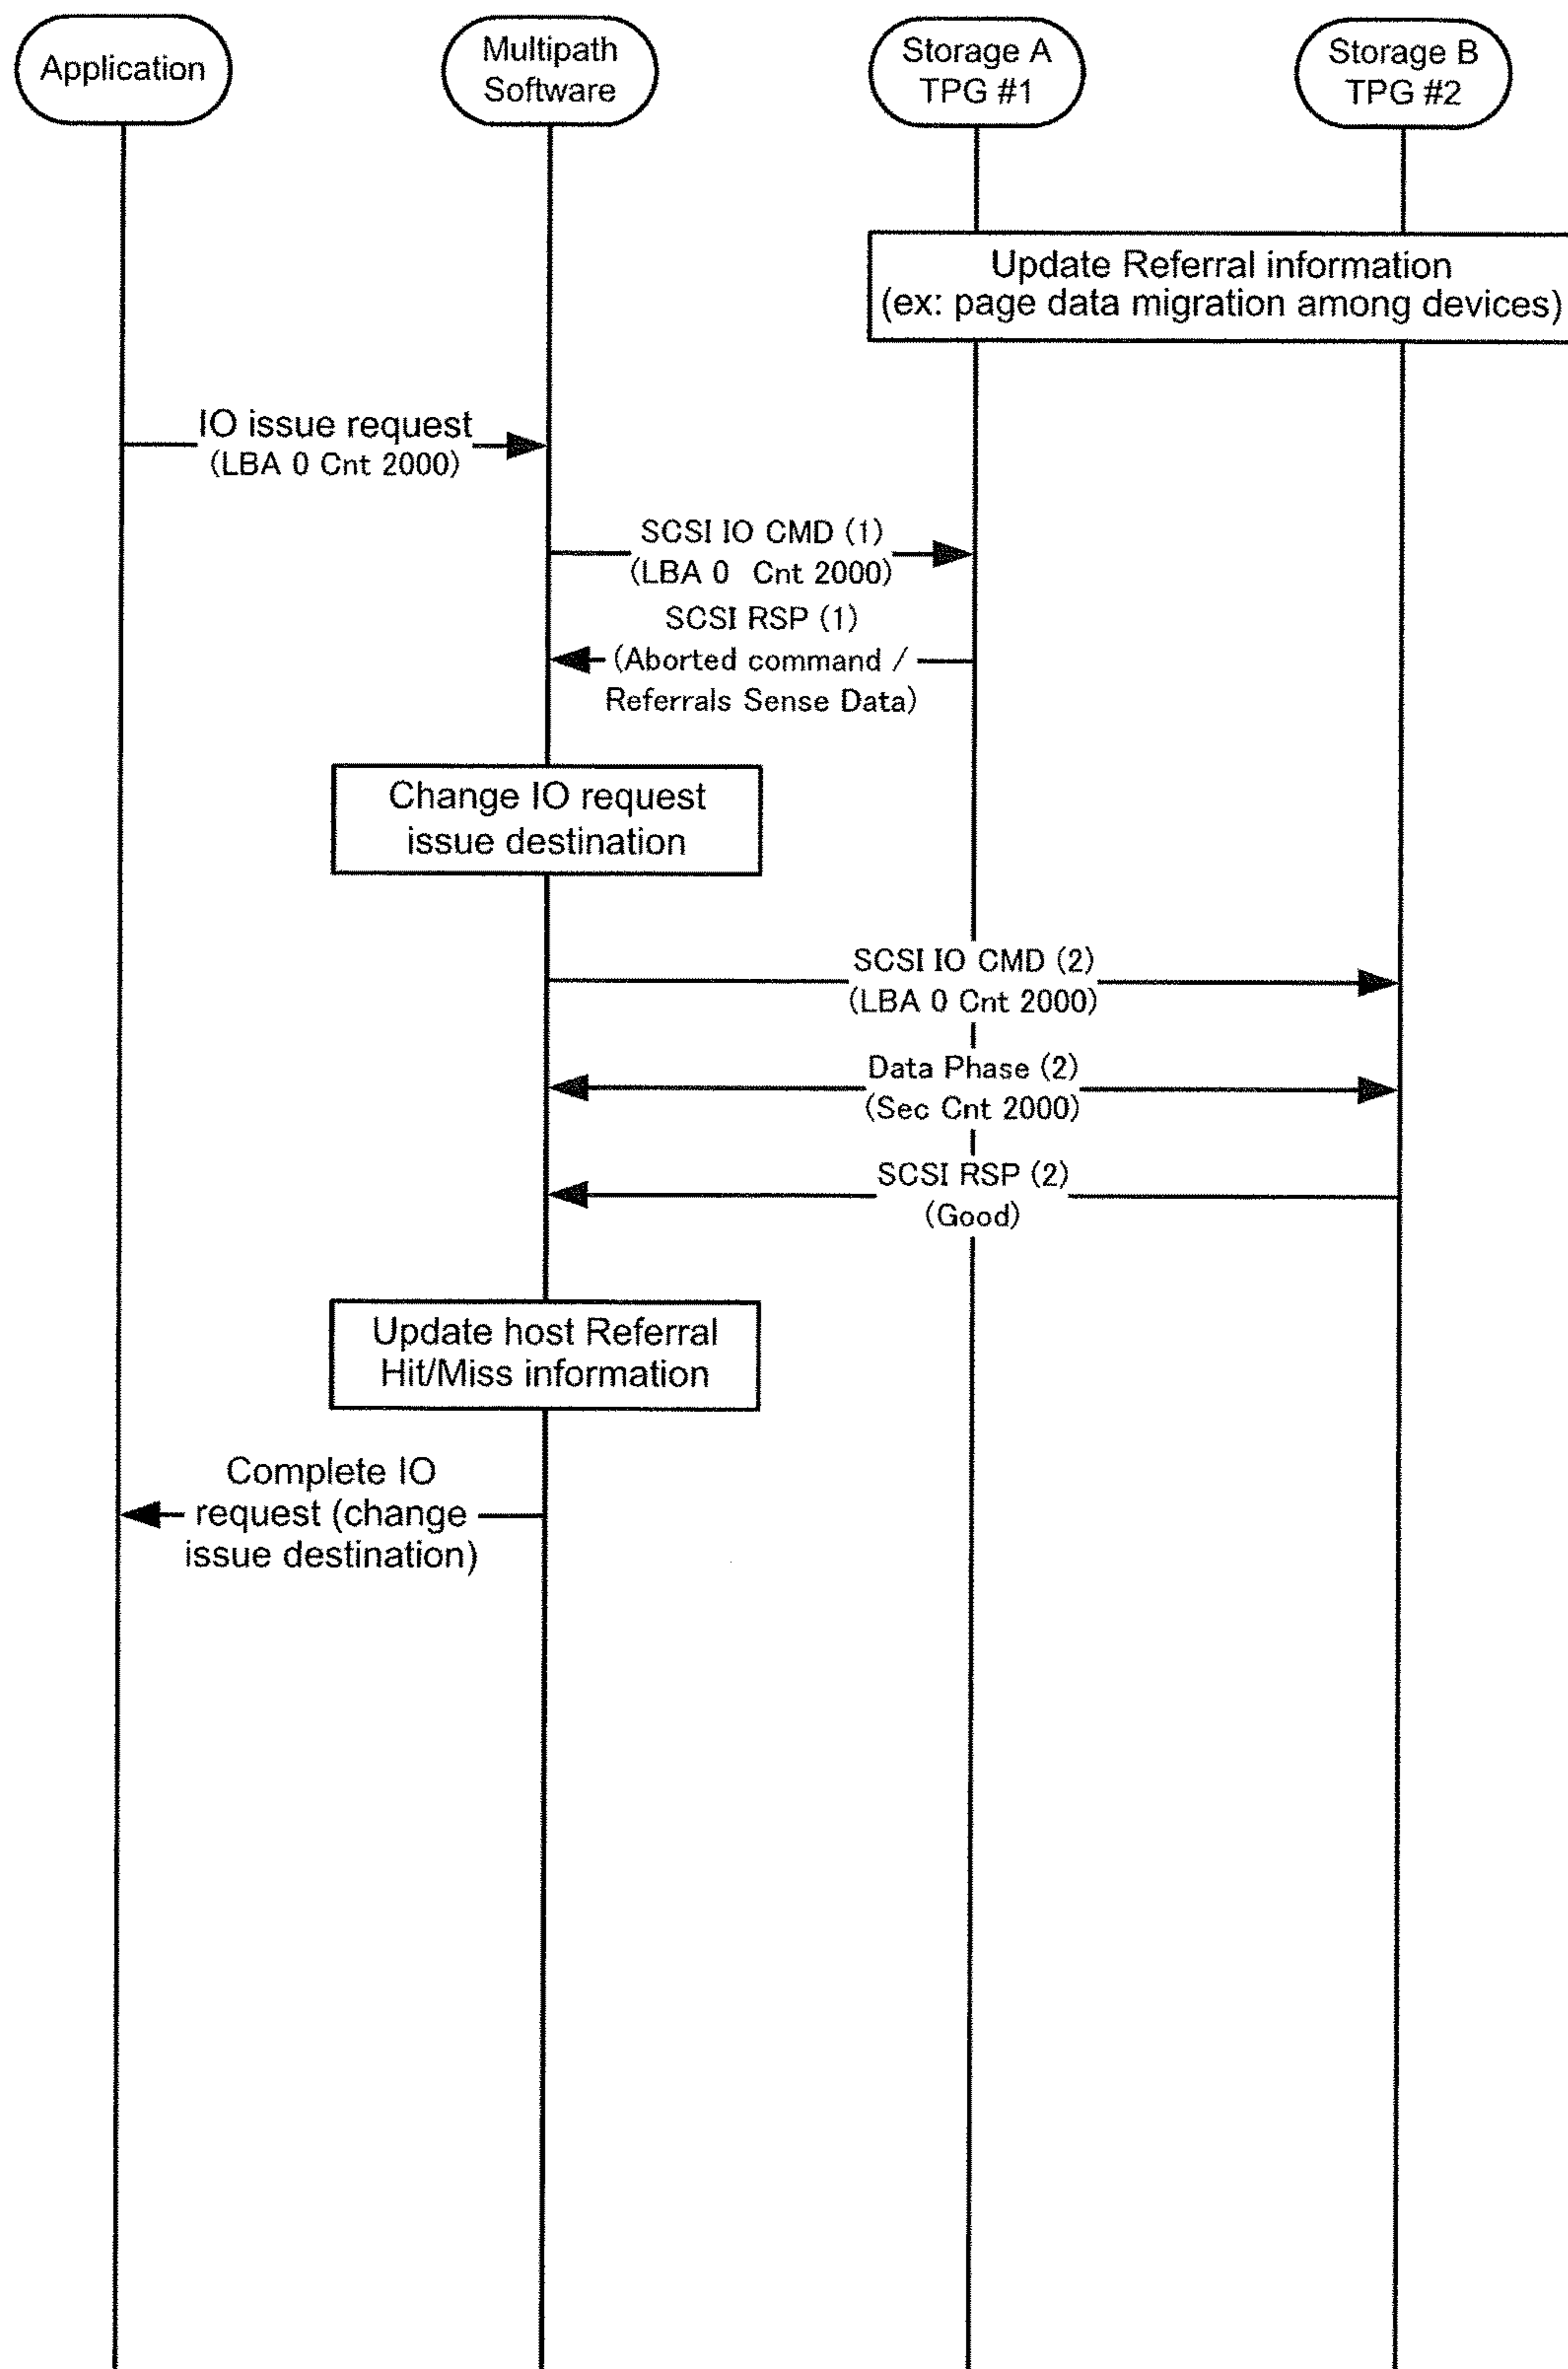 Application
Multipath
Software
Storage A
TPG #1
Storage B
TPG #2
Update Referral information
(ex: page data migration among devices)
IO issue request
(LBA 0 Cnt 2000)
SCSI IO CMD (1)
(LBA 0 Cnt 2000)
SCSI RSP (1)
(Aborted command /
Referrals Sense Data)
Change IO request
issue destination
SCSI IO CMD (2)
(LBA 0 Cnt 2000)
Data Phase (2)
(Sec Cnt 2000)
SCSI RSP (2)
(Good)
Update host Referral
Hit/Miss information
Complete IO
request (change
issue destination)